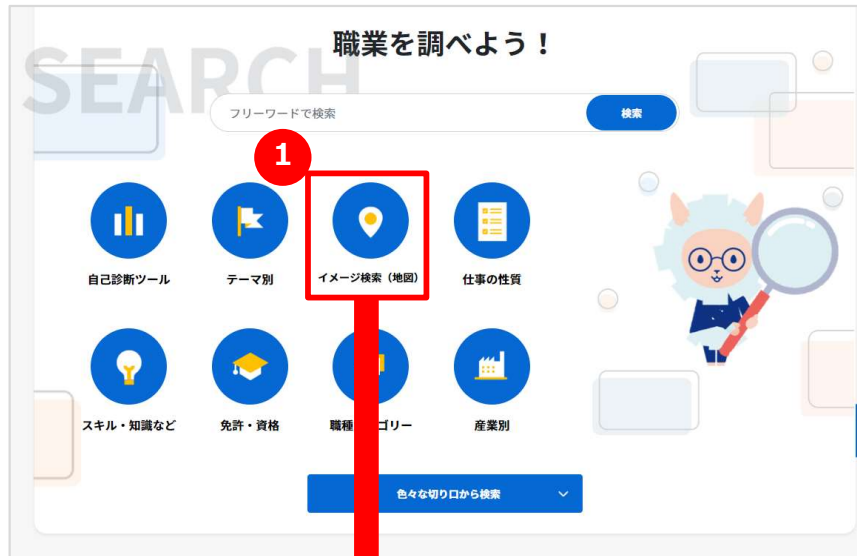 職業を調べよう！
SEARCH
フリーワードで検索
検索
1
自己診断ツール
テーマ別
イメージ検索（地図）
仕事の性質
スキル・知識など
免許・資格
職種 ゴリー
産業別
色々な切り口から検索